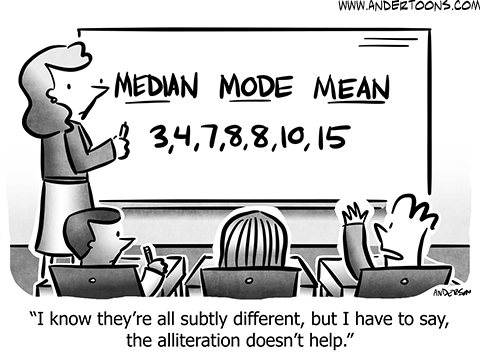 WWW.ANDERTOONS.COM
MEDIAN MODE MEAN
3,4,7,8,8,10,15
ANDERSON
"I know they're all subtly different, but I have to say,
the alliteration doesn't help."